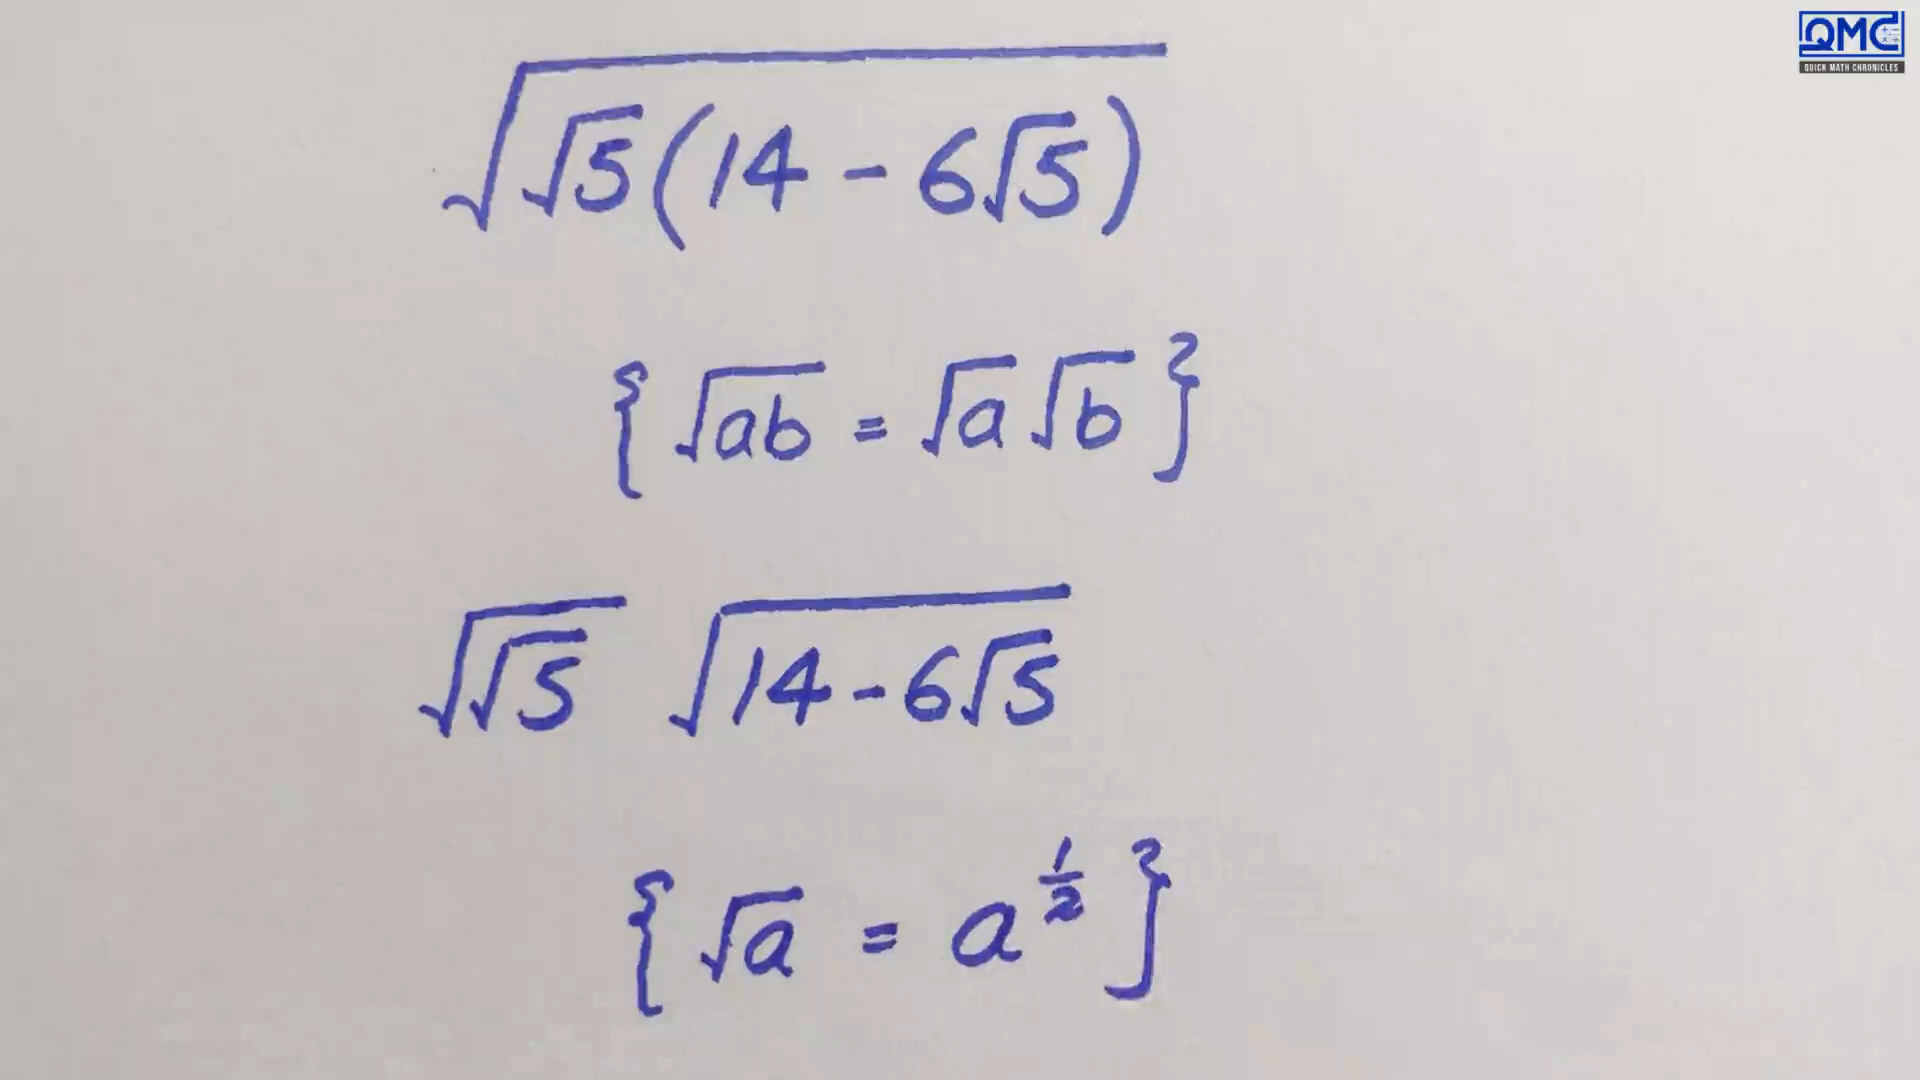 QMC
QUICK MATH CHRONICLES
√(√5(14 - 6√5))
{√ab = √a √b}
√√5 √(14 - 6√5)
{√a = a^(1/2)}